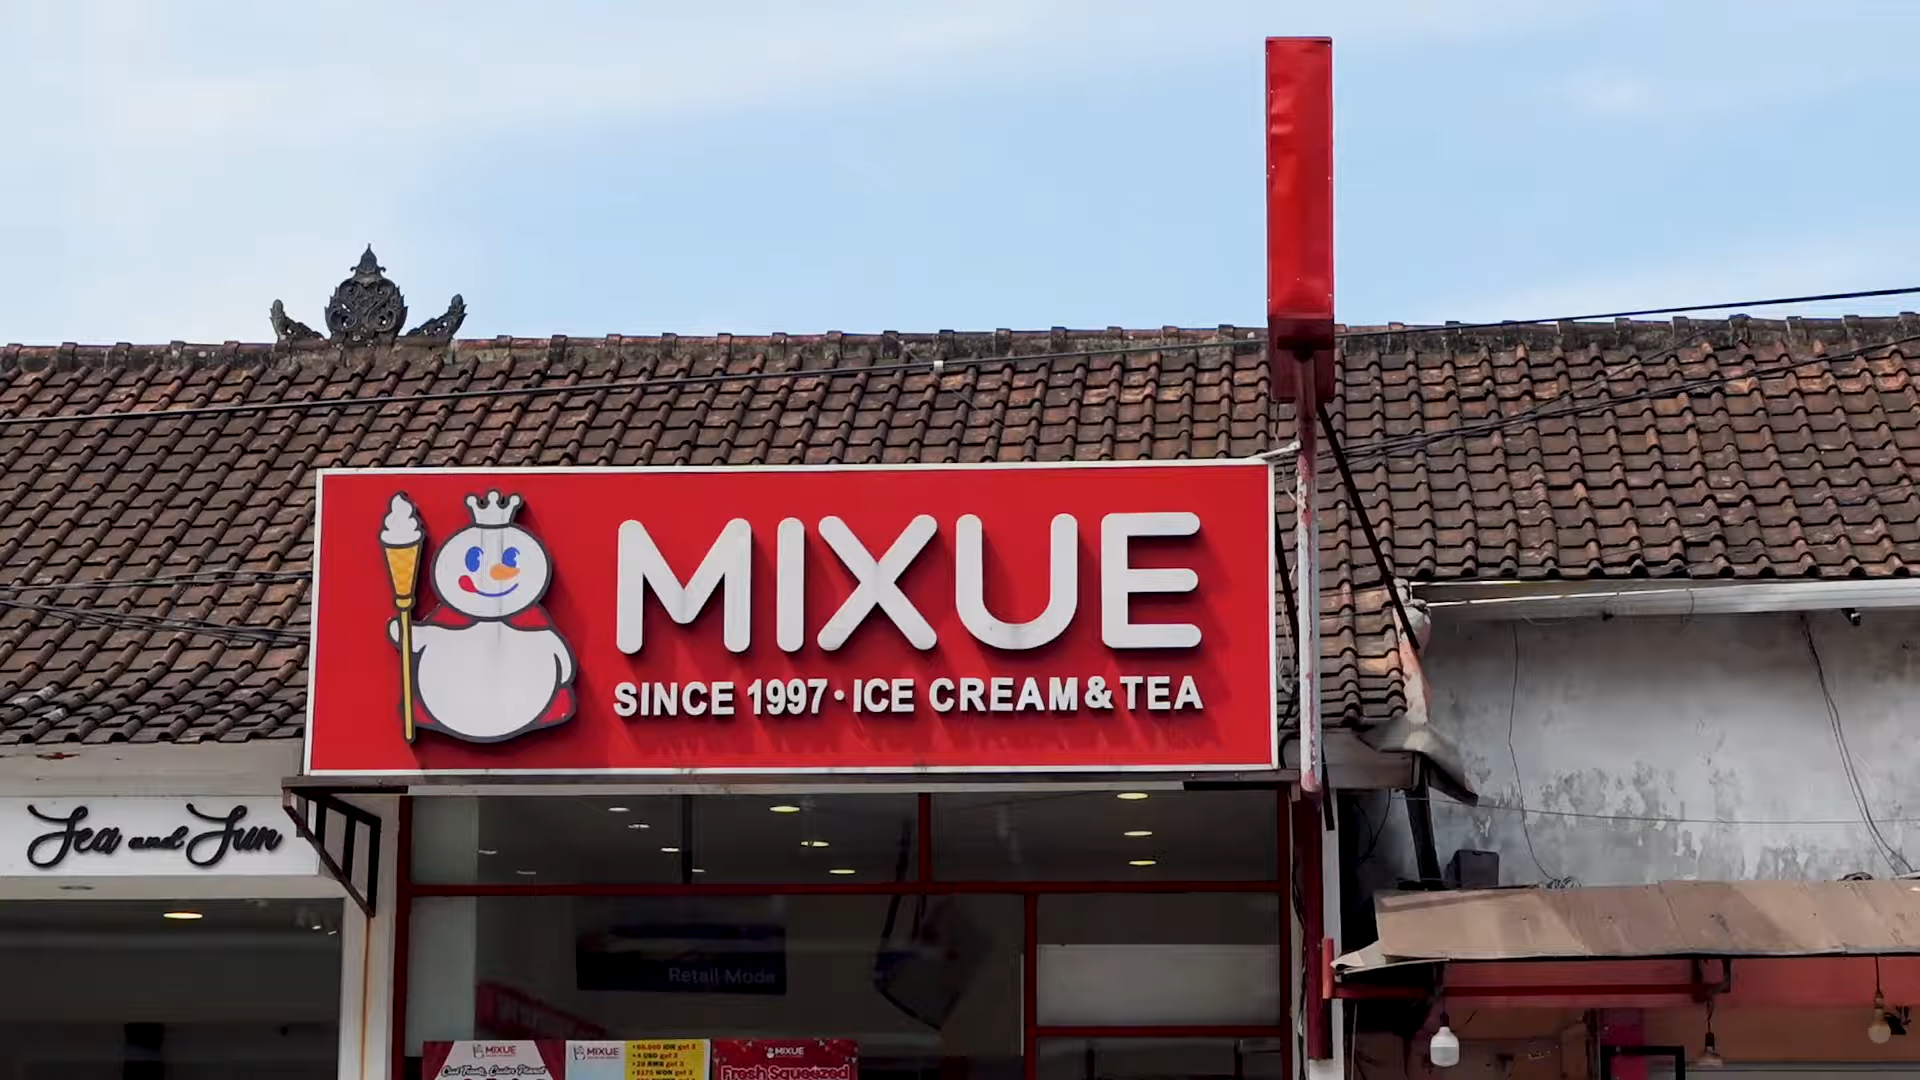 MIXUE
SINCE 1997•ICE CREAM&TEA
Sea and Sun
Retail Mode
MIXUE
MIXUE
MIXUE
Fresh Squeezed